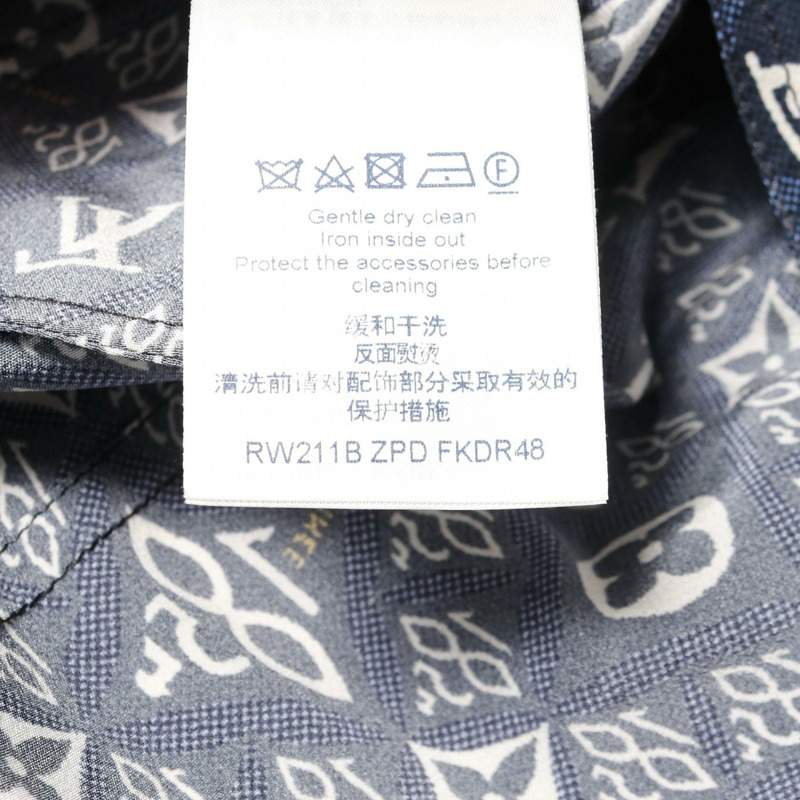 F
Gentle dry clean
Iron inside out
Protect the accessories before
cleaning
缓和干洗
反面熨烫
清洗前请对配饰部分采取有效的
保护措施
RW211B ZPD FKDR48